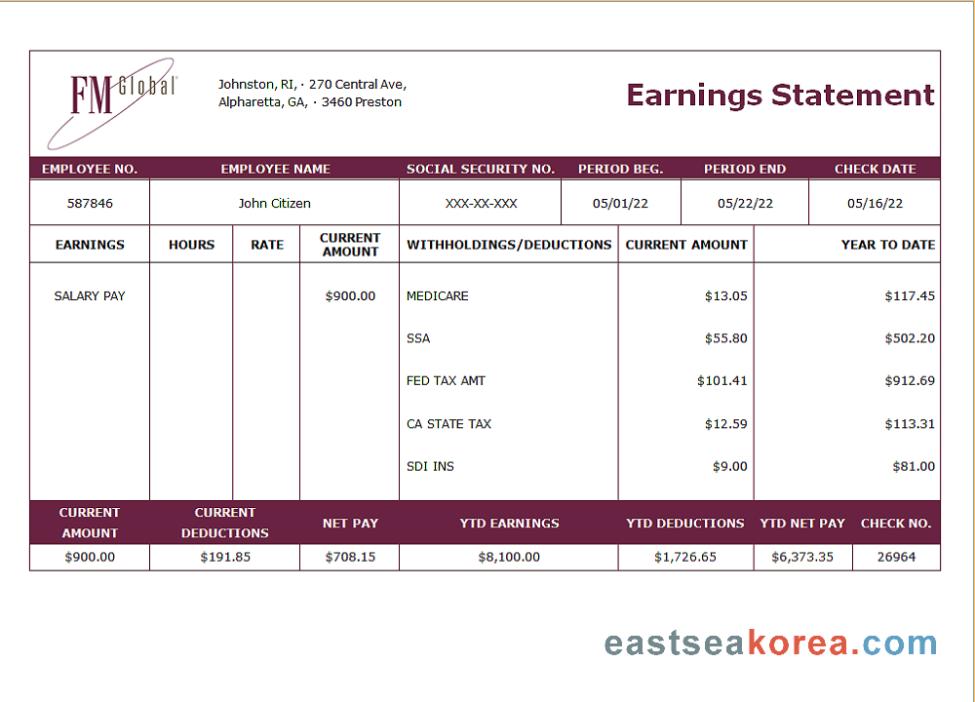 FM Global
Johnston, RI, · 270 Central Ave,
Alpharetta, GA, · 3460 Preston
Earnings Statement
EMPLOYEE NO. EMPLOYEE NAME SOCIAL SECURITY NO. PERIOD BEG. PERIOD END CHECK DATE
587846 John Citizen XXX-XX-XXX 05/01/22 05/22/22 05/16/22
EARNINGS HOURS RATE CURRENT AMOUNT WITHHOLDINGS/DEDUCTIONS CURRENT AMOUNT YEAR TO DATE
SALARY PAY $900.00 MEDICARE $13.05 $117.45
SSA $55.80 $502.20
FED TAX AMT $101.41 $912.69
CA STATE TAX $12.59 $113.31
SDI INS $9.00 $81.00
CURRENT AMOUNT CURRENT DEDUCTIONS NET PAY YTD EARNINGS YTD DEDUCTIONS YTD NET PAY CHECK NO.
$900.00 $191.85 $708.15 $8,100.00 $1,726.65 $6,373.35 26964
eastseakorea.com